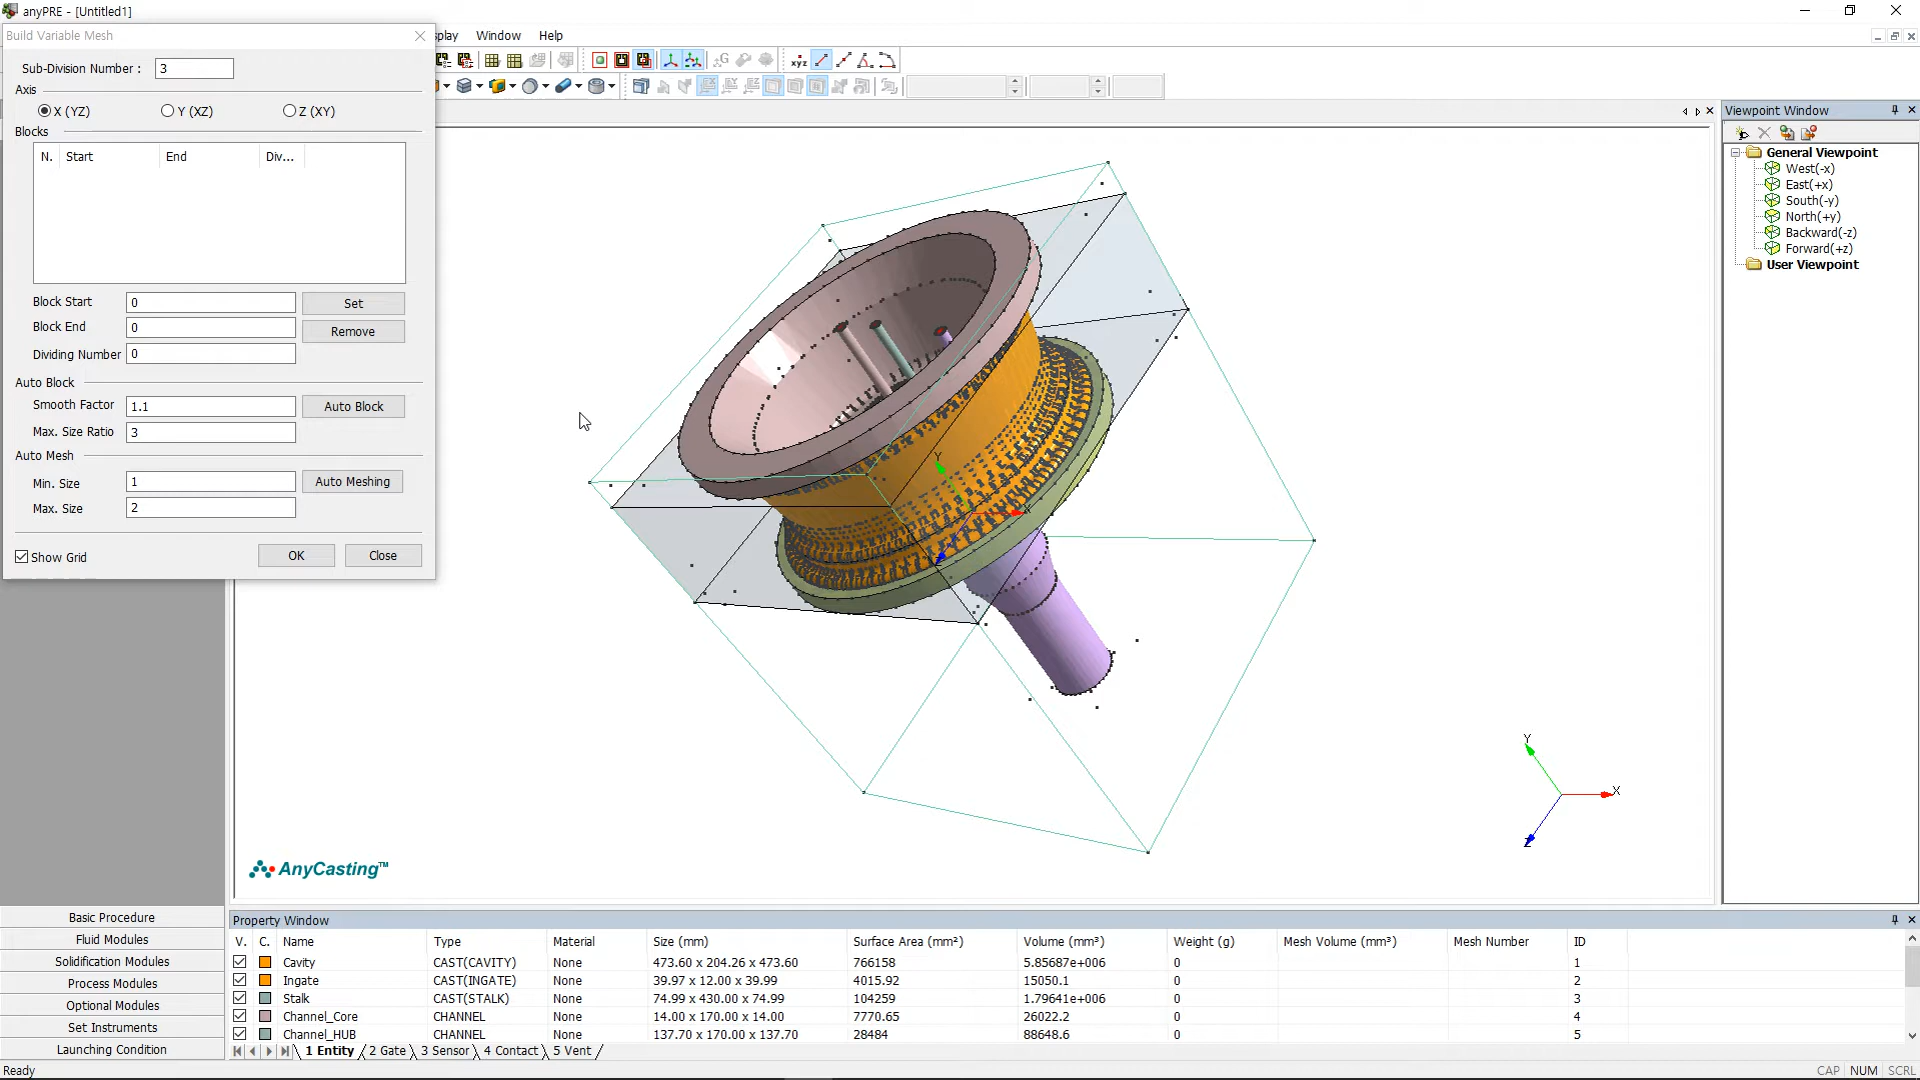 anyPRE - [Untitled1]
Build Variable Mesh
play Window Help
Sub-Division Number : 3
Axis
X (YZ) Y (XZ) Z (XY)
Blocks
N. Start End Div...
Block Start 0 Set
Block End 0 Remove
Dividing Number 0
Auto Block
Smooth Factor 1.1 Auto Block
Max. Size Ratio 3
Auto Mesh
Min. Size 1 Auto Meshing
Max. Size 2
Show Grid OK Close
xyz
Viewpoint Window
General Viewpoint
West(-x)
East(+x)
South(-y)
North(+y)
Backward(-z)
Forward(+z)
User Viewpoint
Y
X
Z
Y
X
Z
AnyCasting™
Basic Procedure
Fluid Modules
Solidification Modules
Process Modules
Optional Modules
Set Instruments
Launching Condition
Property Window
V. C. Name Type Material Size (mm) Surface Area (mm²) Volume (mm³) Weight (g) Mesh Volume (mm³) Mesh Number ID
Cavity CAST(CAVITY) None 473.60 x 204.26 x 473.60 766158 5.85687e+006 0 1
Ingate CAST(INGATE) None 39.97 x 12.00 x 39.99 4015.92 15050.1 0 2
Stalk CAST(STALK) None 74.99 x 430.00 x 74.99 104259 1.79641e+006 0 3
Channel_Core CHANNEL None 14.00 x 170.00 x 14.00 7770.65 26022.2 0 4
Channel_HUB CHANNEL None 137.70 x 170.00 x 137.70 28484 88648.6 0 5
1 Entity 2 Gate 3 Sensor 4 Contact 5 Vent
Ready CAP NUM SCRL